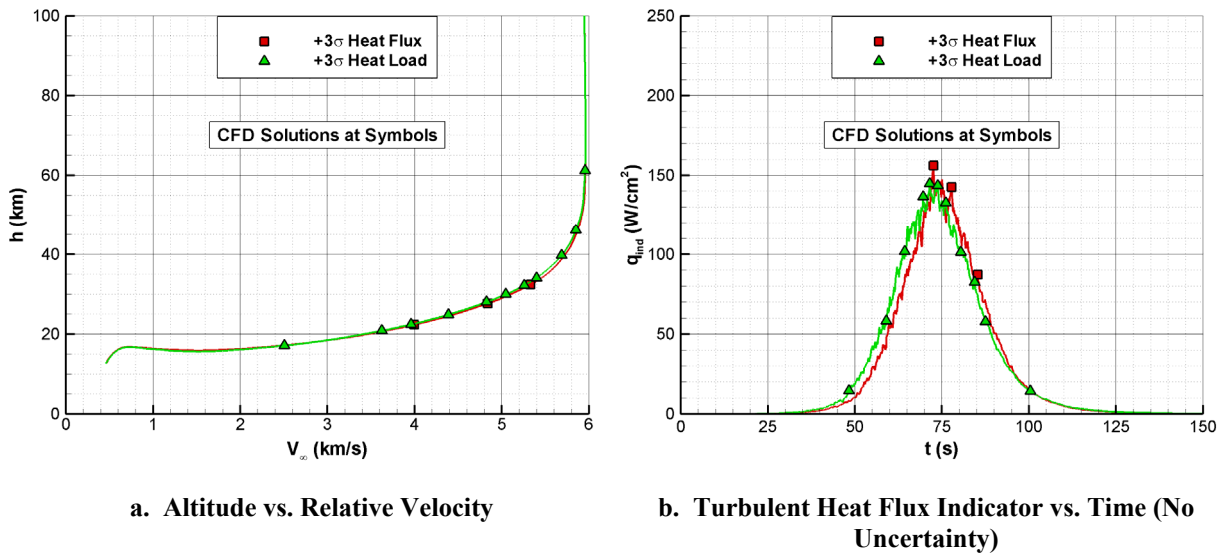 100
80
60
40
20
0
h (km)
+3σ Heat Flux
+3σ Heat Load
CFD Solutions at Symbols
0 1 2 3 4 5 6
V∞ (km/s)
a. Altitude vs. Relative Velocity
250
200
150
100
50
0
q_ind (W/cm²)
+3σ Heat Flux
+3σ Heat Load
CFD Solutions at Symbols
0 25 50 75 100 125 150
t (s)
b. Turbulent Heat Flux Indicator vs. Time (No
Uncertainty)